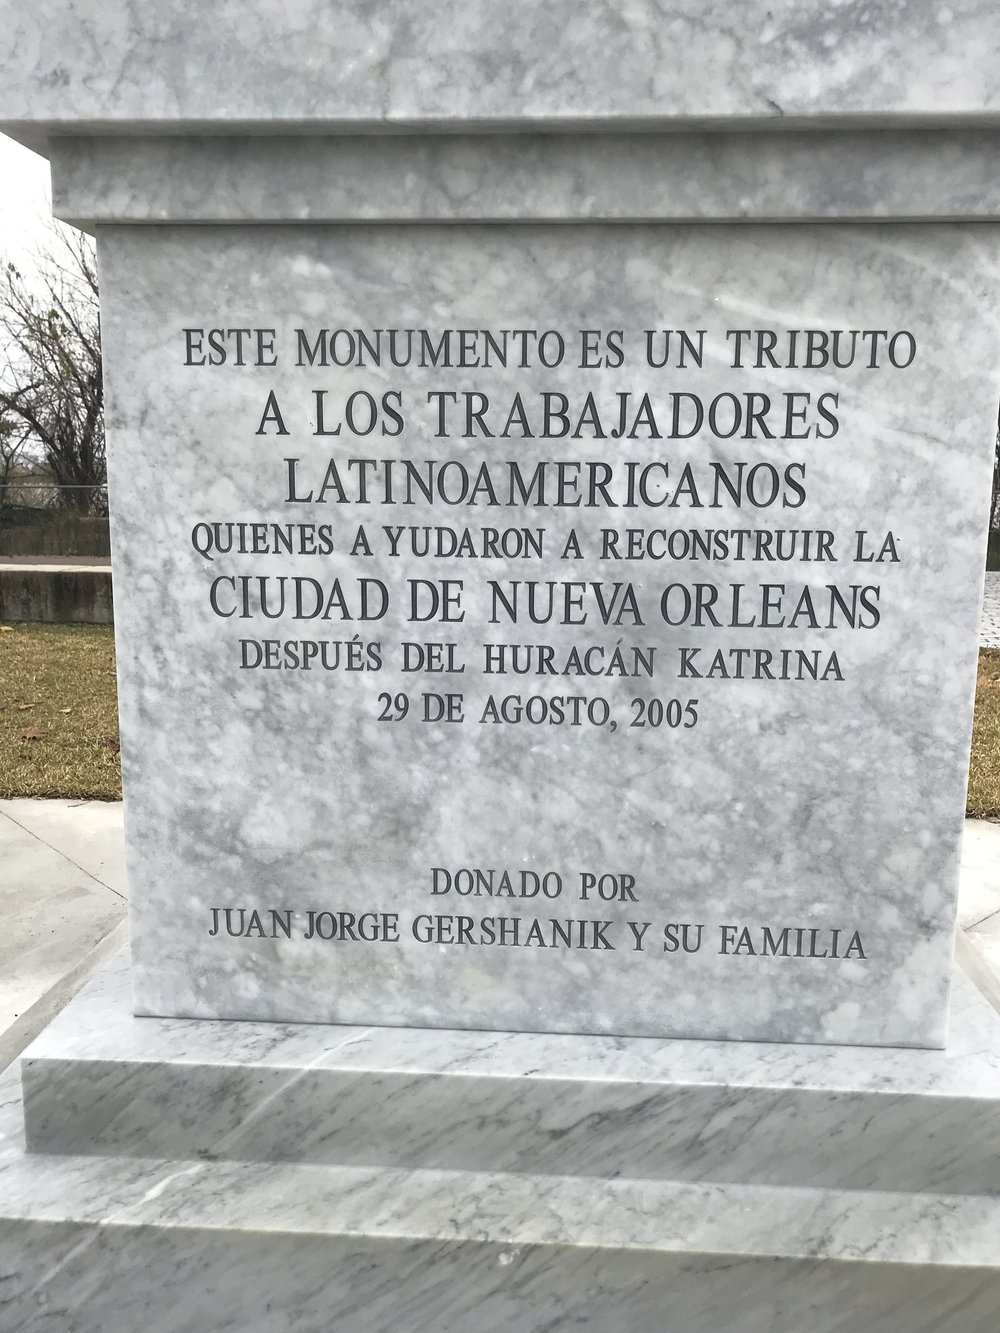 ESTE MONUMENTO ES UN TRIBUTO
A LOS TRABAJADORES
LATINOAMERICANOS
QUIENES AYUDARON A RECONSTRUIR LA
CIUDAD DE NUEVA ORLEANS
DESPUÉS DEL HURACÁN KATRINA
29 DE AGOSTO, 2005
DONADO POR
JUAN JORGE GERSHANIK Y SU FAMILIA